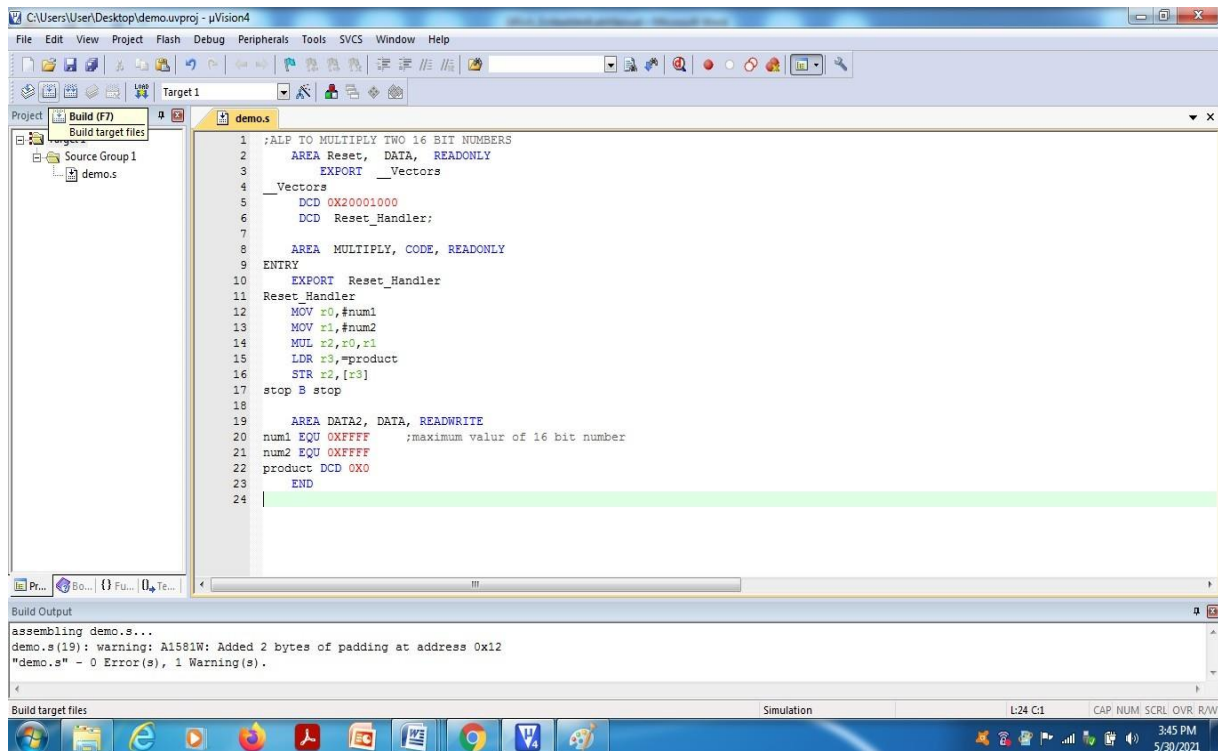 C:\Users\User\Desktop\demo.uvproj - µVision4
File Edit View Project Flash Debug Peripherals Tools SVCS Window Help
LOAD Target 1
Project
Build (F7)
Build target files
demo.s
Source Group 1
demo.s
1 ;ALP TO MULTIPLY TWO 16 BIT NUMBERS
2 AREA Reset, DATA, READONLY
3 EXPORT __Vectors
4 __Vectors
5 DCD 0X20001000
6 DCD Reset_Handler;
7
8 AREA MULTIPLY, CODE, READONLY
9 ENTRY
10 EXPORT Reset_Handler
11 Reset_Handler
12 MOV r0,#num1
13 MOV r1,#num2
14 MUL r2,r0,r1
15 LDR r3,=product
16 STR r2,[r3]
17 stop B stop
18
19 AREA DATA2, DATA, READWRITE
20 num1 EQU 0XFFFF ;maximum valur of 16 bit number
21 num2 EQU 0XFFFF
22 product DCD 0X0
23 END
24
Pr... Bo... {} Fu... Te...
Build Output
assembling demo.s...
demo.s(19): warning: A1581W: Added 2 bytes of padding at address 0x12
"demo.s" - 0 Error(s), 1 Warning(s).
Build target files Simulation L:24 C:1 CAP NUM SCRL OVR R/W
3:45 PM
5/30/2021